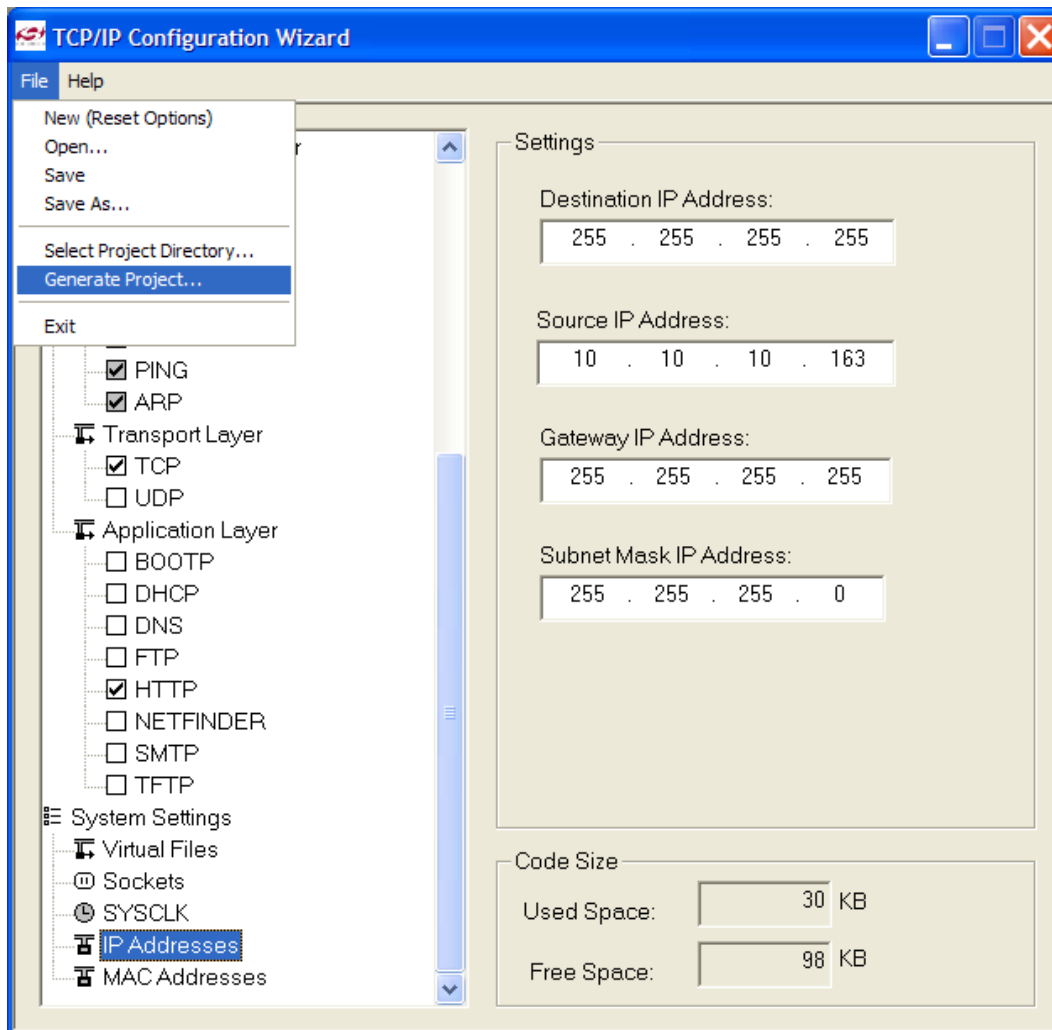 TCP/IP Configuration Wizard
File Help
New (Reset Options)
Open...
Save
Save As...
Select Project Directory...
Generate Project...
Exit
PING
ARP
Transport Layer
TCP
UDP
Application Layer
BOOTP
DHCP
DNS
FTP
HTTP
NETFINDER
SMTP
TFTP
System Settings
Virtual Files
Sockets
SYSCLK
IP Addresses
MAC Addresses
Settings
Destination IP Address:
255 . 255 . 255 . 255
Source IP Address:
10 . 10 . 10 . 163
Gateway IP Address:
255 . 255 . 255 . 255
Subnet Mask IP Address:
255 . 255 . 255 . 0
Code Size
Used Space: 30 KB
Free Space: 98 KB